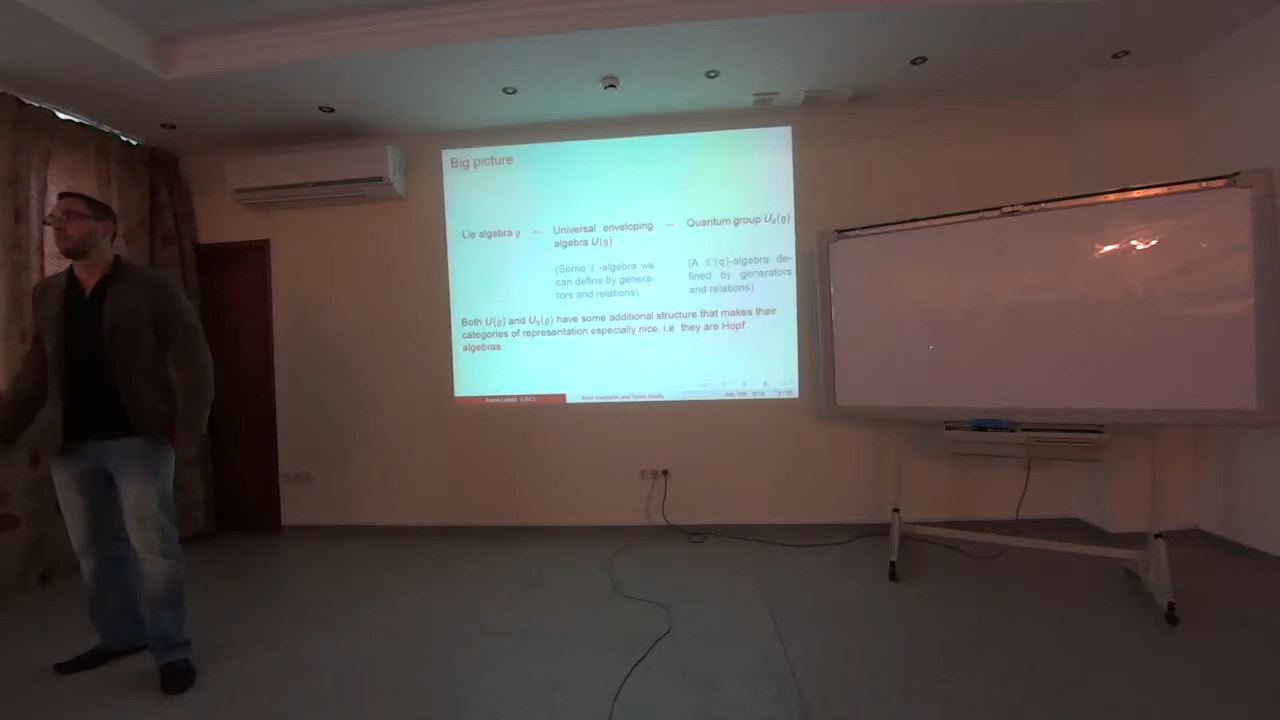 Big picture
Lie algebra 𝔤 — Universal enveloping — Quantum group U_q(𝔤)
algebra U(𝔤)
(Some ℂ-algebra we (A ℂ(q)-algebra de-
can define by genera- fined by generators
tors and relations) and relations)
Both U(𝔤) and U_q(𝔤) have some additional structure that makes their
categories of representation especially nice, i.e. they are Hopf
algebras